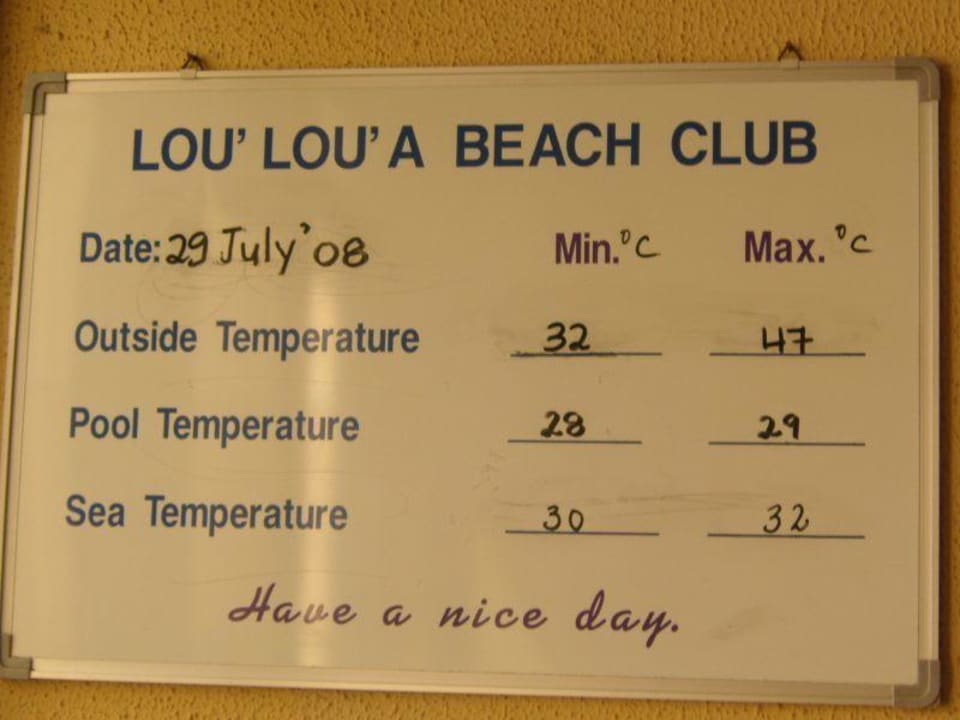 LOU' LOU'A BEACH CLUB
Date: 29 July '08 Min. °C Max. °C
Outside Temperature 32 47
Pool Temperature 28 29
Sea Temperature 30 32
Have a nice day.